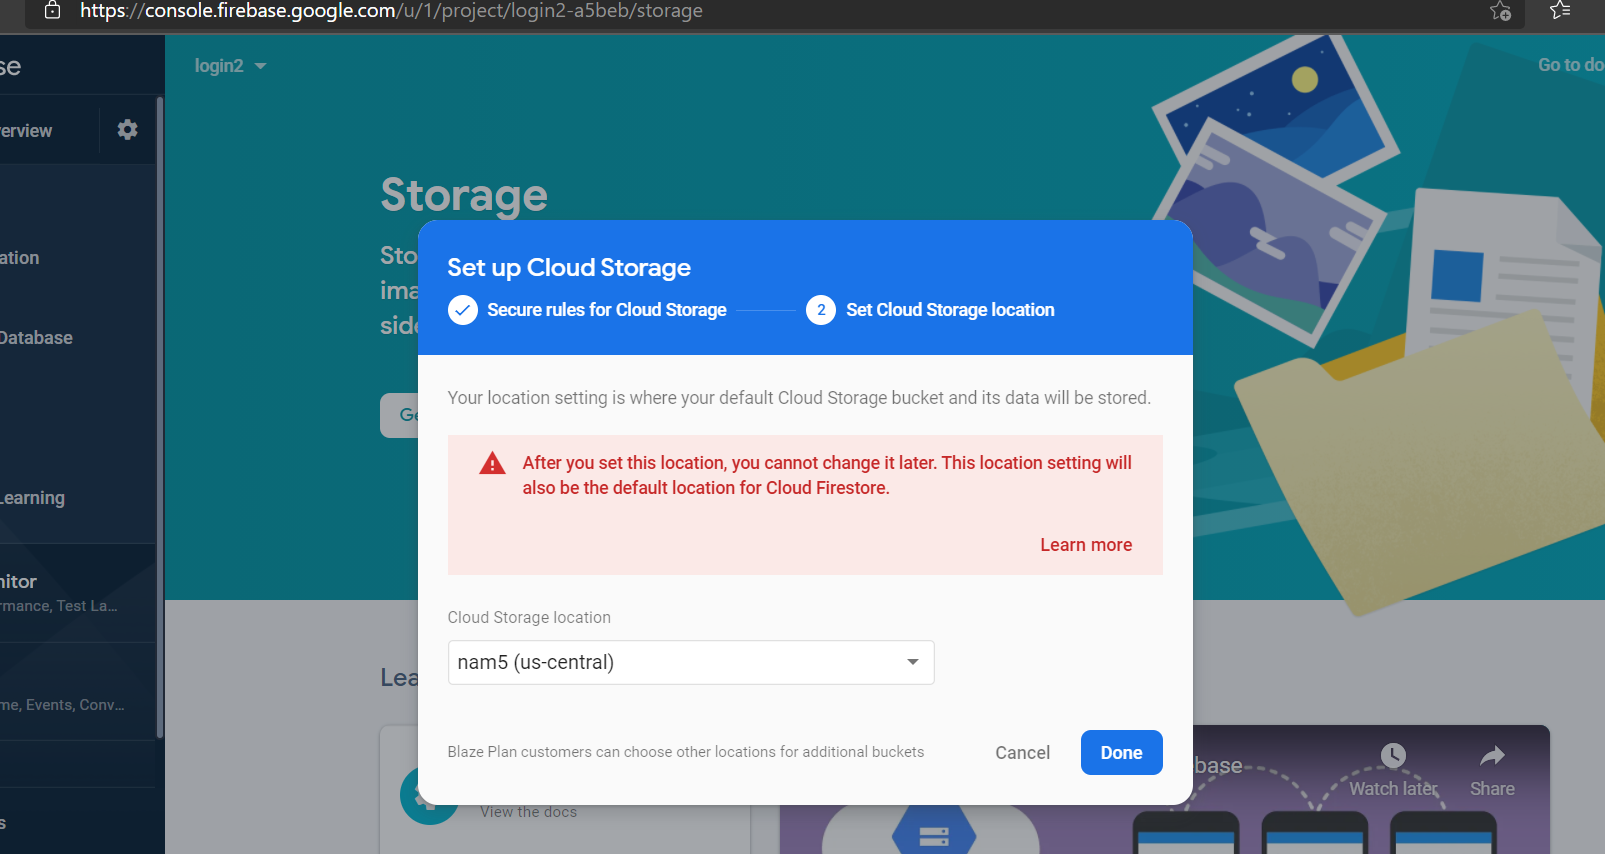 https://console.firebase.google.com/u/1/project/login2-a5beb/storage
se
login2
Go to do
erview
Storage
Sto
ima
side
Ge
ation
Database
Learning
nitor
rmance, Test La...
me, Events, Conv...
s
Set up Cloud Storage
Secure rules for Cloud Storage
2
Set Cloud Storage location
Your location setting is where your default Cloud Storage bucket and its data will be stored.
After you set this location, you cannot change it later. This location setting will
also be the default location for Cloud Firestore.
Learn more
Cloud Storage location
nam5 (us-central)
Blaze Plan customers can choose other locations for additional buckets
Cancel
Done
Lea
View the docs
ebase
Watch later
Share